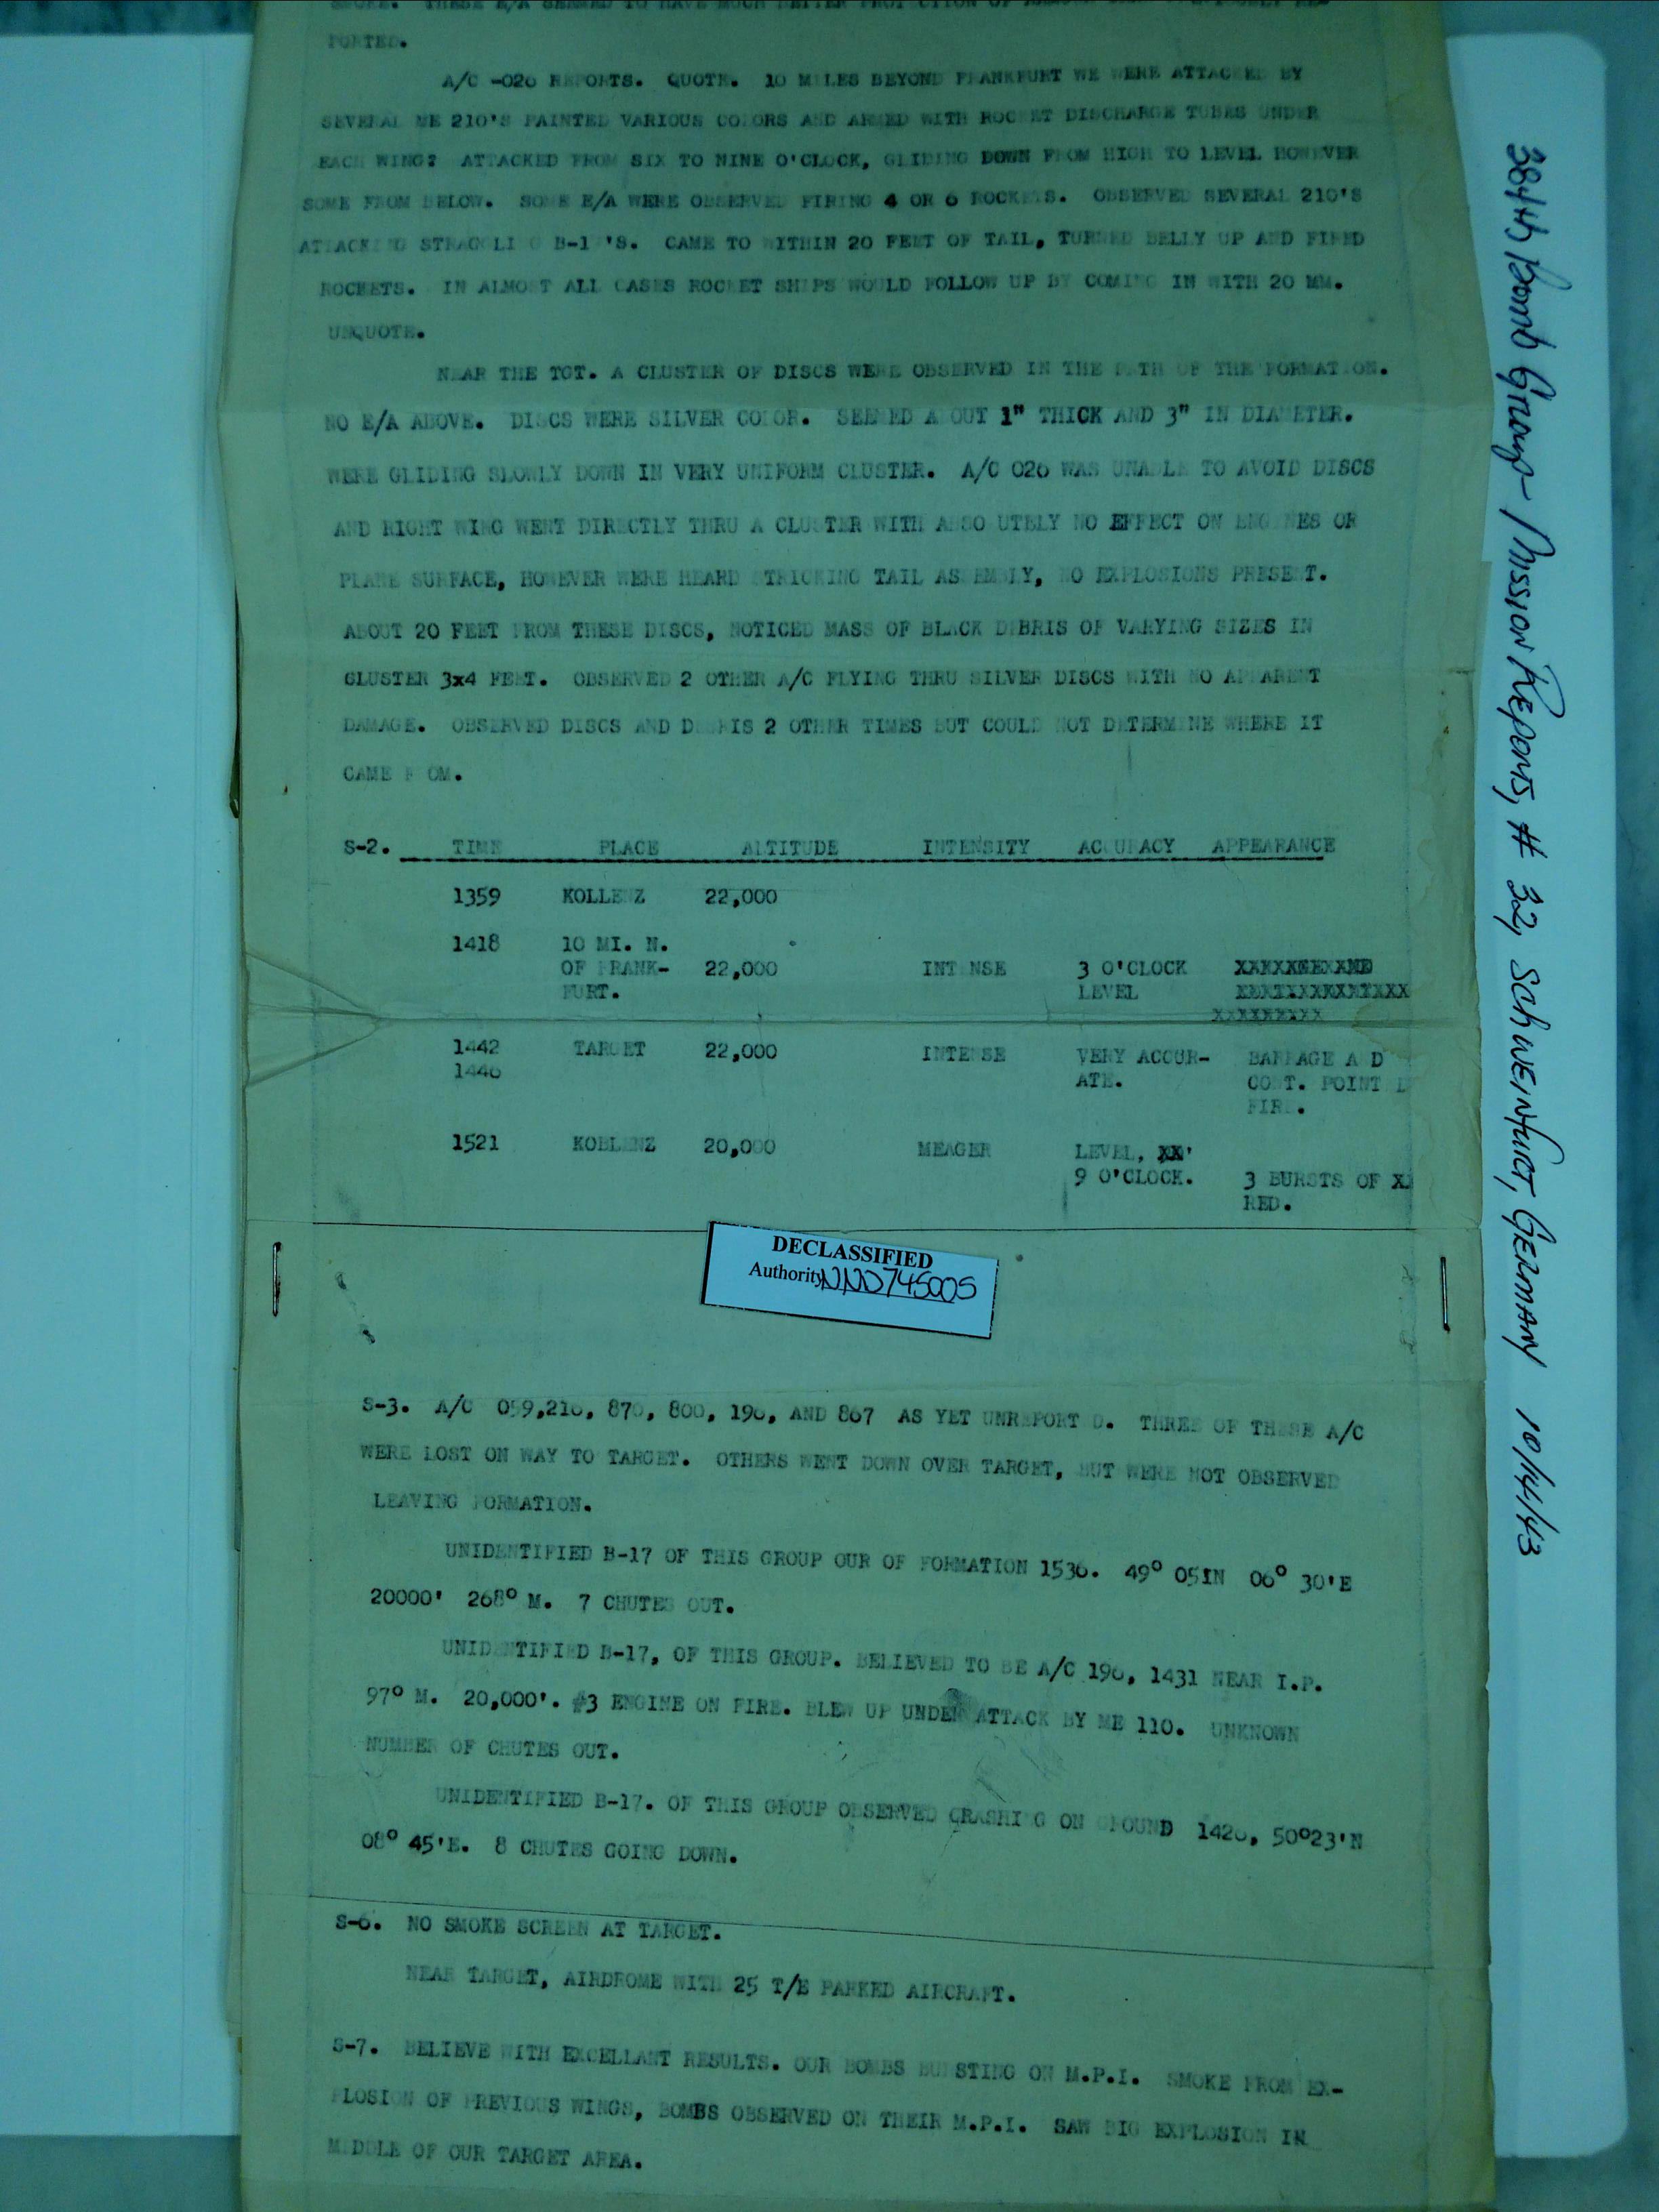 PORTED.
A/C -026 REPORTS. QUOTE. 10 MILES BEYOND FRANKFURT WE WERE ATTACKED BY
SEVERAL ME 210'S PAINTED VARIOUS COLORS AND ARMED WITH ROCKET DISCHARGE TUBES UNDER
EACH WING? ATTACKED FROM SIX TO NINE O'CLOCK, GLIDING DOWN FROM HIGH TO LEVEL HOWEVER
SOME FROM BELOW. SOME E/A WERE OBSERVED FIRING 4 OR 6 ROCKETS. OBSERVED SEVERAL 210'S
ATTACKING STRAGGLING B-17'S. CAME TO WITHIN 20 FEET OF TAIL, TURNED BELLY UP AND FIRED
ROCKETS. IN ALMOST ALL CASES ROCKET SHIPS WOULD FOLLOW UP BY COMING IN WITH 20 MM.
UNQUOTE.
NEAR THE TGT. A CLUSTER OF DISCS WERE OBSERVED IN THE PATH OF THE FORMATION.
NO E/A ABOVE. DISCS WERE SILVER COLOR. SEEMED ABOUT 1" THICK AND 3" IN DIAMETER.
WERE GLIDING SLOWLY DOWN IN VERY UNIFORM CLUSTER. A/C 026 WAS UNABLE TO AVOID DISCS
AND RIGHT WING WENT DIRECTLY THRU A CLUSTER WITH ABSOLUTELY NO EFFECT ON ENGINES OR
PLANE SURFACE, HOWEVER WERE HEARD STRICKING TAIL ASSEMBLY, NO EXPLOSIONS PRESENT.
ABOUT 20 FEET FROM THESE DISCS, NOTICED MASS OF BLACK DEBRIS OF VARYING SIZES IN
CLUSTER 3x4 FEET. OBSERVED 2 OTHER A/C FLYING THRU SILVER DISCS WITH NO APPARENT
DAMAGE. OBSERVED DISCS AND DEBRIS 2 OTHER TIMES BUT COULD NOT DETERMINE WHERE IT
CAME FROM.
S-2. TIME PLACE ALTITUDE INTENSITY ACCURACY APPEARANCE
1359 KOLLENZ 22,000
1418 10 MI. N.
OF FRANK- 22,000 INTENSE 3 O'CLOCK
FURT. LEVEL
1442 TARGET 22,000 INTENSE VERY ACCUR- BARRAGE AND
1446 ATE. CONT. POINT D
FIRE.
1521 KOBLENZ 20,000 MEAGER LEVEL, XX'
9 O'CLOCK. 3 BURSTS OF X
RED.
DECLASSIFIED
Authority NND745005
S-3. A/C 059,216, 870, 800, 196, AND 867 AS YET UNREPORTED. THREE OF THESE A/C
WERE LOST ON WAY TO TARGET. OTHERS WENT DOWN OVER TARGET, BUT WERE NOT OBSERVED
LEAVING FORMATION.
UNIDENTIFIED B-17 OF THIS GROUP OUR OF FORMATION 1536. 49° 05IN 06° 30'E
20000' 268° M. 7 CHUTES OUT.
UNIDENTIFIED B-17, OF THIS GROUP. BELIEVED TO BE A/C 196, 1431 NEAR I.P.
97° M. 20,000'. #3 ENGINE ON FIRE. BLEW UP UNDER ATTACK BY ME 110. UNKNOWN
NUMBER OF CHUTES OUT.
UNIDENTIFIED B-17. OF THIS GROUP OBSERVED CRASHING ON GROUND 1426, 50°23'N
08° 45'E. 8 CHUTES GOING DOWN.
S-6. NO SMOKE SCREEN AT TARGET.
NEAR TARGET, AIRDROME WITH 25 T/E PARKED AIRCRAFT.
S-7. BELIEVE WITH EXCELLANT RESULTS. OUR BOMBS BURSTING ON M.P.I. SMOKE FROM EX-
PLOSION OF PREVIOUS WINGS, BOMBS OBSERVED ON THEIR M.P.I. SAW BIG EXPLOSION IN
MIDDLE OF OUR TARGET AREA.
384th Bomb Group - Mission Reports, # 32, Schweinfurt, Germany 10/14/43